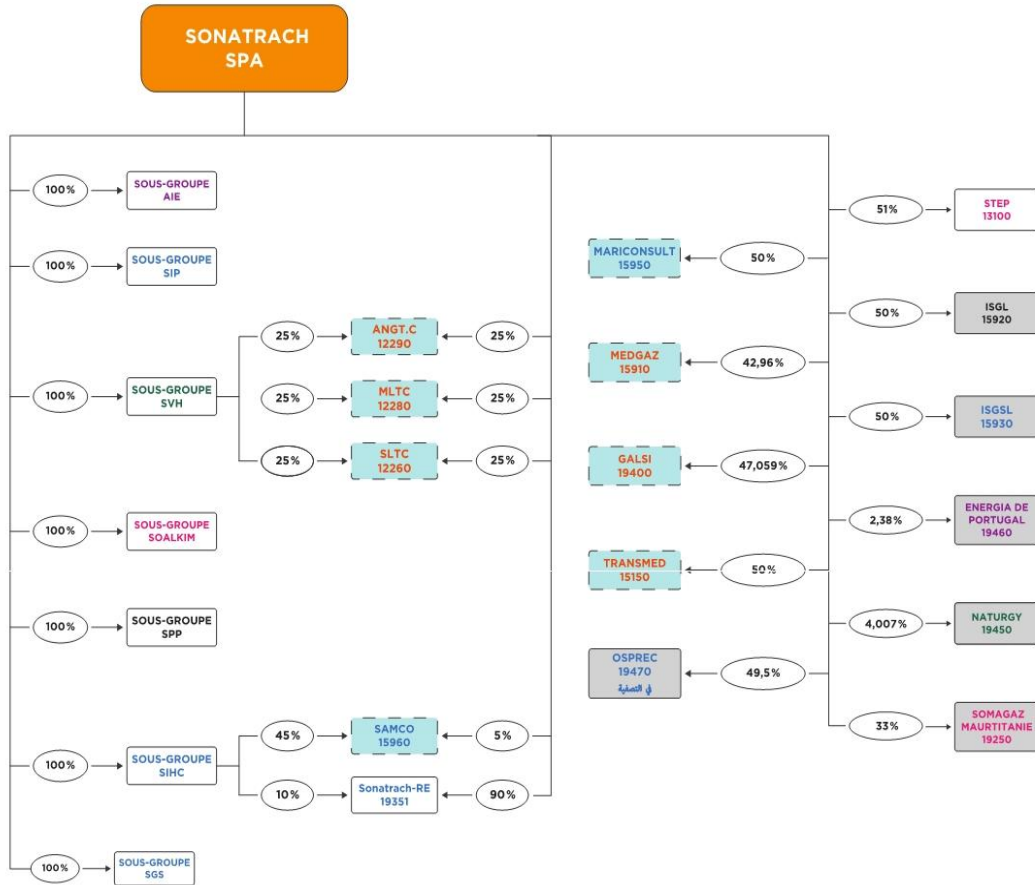 SONATRACH
SPA
100%
SOUS-GROUPE
AIE
100%
SOUS-GROUPE
SIP
100%
SOUS-GROUPE
SVH
25%
ANGT.C
12290
25%
25%
MLTC
12280
25%
25%
SLTC
12260
25%
100%
SOUS-GROUPE
SOALKIM
100%
SOUS-GROUPE
SPP
100%
SOUS-GROUPE
SIHC
45%
SAMCO
15960
5%
10%
Sonatrach-RE
19351
90%
100%
SOUS-GROUPE
SGS
MARICONSULT
15950
50%
MEDGAZ
15910
42,96%
GALSI
19400
47,059%
TRANSMED
15150
50%
OSPREC
19470
في التصفية
49,5%
51%
STEP
13100
50%
ISGL
15920
50%
ISGSL
15930
2,38%
ENERGIA DE
PORTUGAL
19460
4,007%
NATURGY
19450
33%
SOMAGAZ
MAURTITANIE
19250